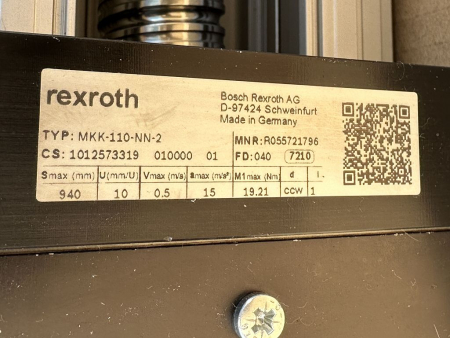 rexroth
Bosch Rexroth AG
D-97424 Schweinfurt
Made in Germany
TYP: MKK-110-NN-2
MNR: R055721796
CS: 1012573319 010000 01
FD: 040 7210
Smax (mm) U(mm/U) Vmax (m/s) amax (m/s²) M1max (Nm) d i.
940 10 0.5 15 19.21 CCW 1